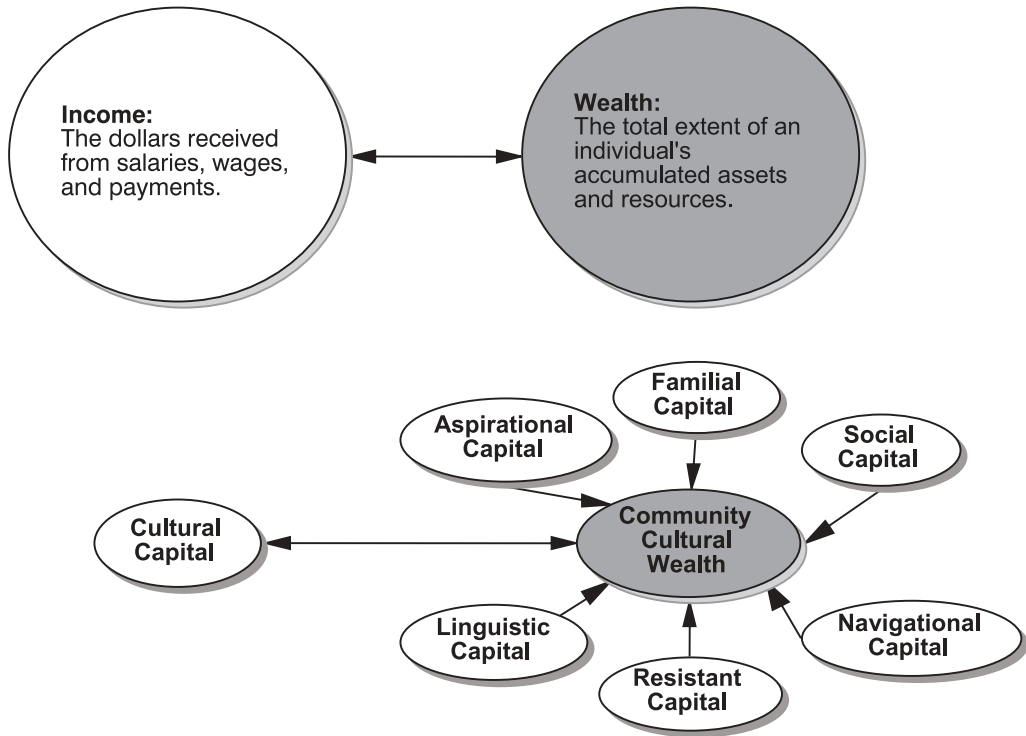 Income:
The dollars received
from salaries, wages,
and payments.
Wealth:
The total extent of an
individual's
accumulated assets
and resources.
Familial
Capital
Aspirational
Capital
Social
Capital
Cultural
Capital
Community
Cultural
Wealth
Linguistic
Capital
Navigational
Capital
Resistant
Capital